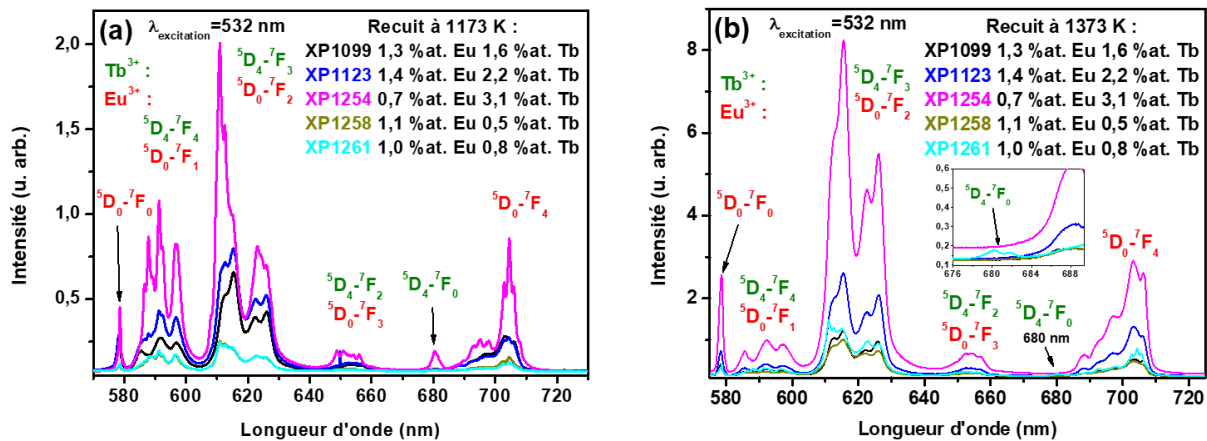 (a)
λexcitation=532 nm
Recuit à 1173 K :
XP1099 1,3 %at. Eu 1,6 %at. Tb
XP1123 1,4 %at. Eu 2,2 %at. Tb
XP1254 0,7 %at. Eu 3,1 %at. Tb
XP1258 1,1 %at. Eu 0,5 %at. Tb
XP1261 1,0 %at. Eu 0,8 %at. Tb
Tb³⁺ :
Eu³⁺ :
⁵D₄-⁷F₃
⁵D₀-⁷F₂
⁵D₄-⁷F₄
⁵D₀-⁷F₁
⁵D₀-⁷F₀
⁵D₀-⁷F₄
⁵D₄-⁷F₂
⁵D₀-⁷F₃
⁵D₄-⁷F₀
2,0
1,5
1,0
0,5
Intensité (u. arb.)
580 600 620 640 660 680 700 720
Longueur d'onde (nm)
(b)
λexcitation=532 nm
Recuit à 1373 K :
XP1099 1,3 %at. Eu 1,6 %at. Tb
XP1123 1,4 %at. Eu 2,2 %at. Tb
XP1254 0,7 %at. Eu 3,1 %at. Tb
XP1258 1,1 %at. Eu 0,5 %at. Tb
XP1261 1,0 %at. Eu 0,8 %at. Tb
Tb³⁺ :
Eu³⁺ :
⁵D₄-⁷F₃
⁵D₀-⁷F₂
⁵D₀-⁷F₀
⁵D₄-⁷F₄
⁵D₀-⁷F₁
0,6
0,5
0,4
0,3
0,2
0,1
⁵D₄-⁷F₀
676 680 684 688
⁵D₀-⁷F₄
⁵D₄-⁷F₂
⁵D₀-⁷F₃
⁵D₄-⁷F₀
680 nm
8
6
4
2
Intensité (u. arb.)
580 600 620 640 660 680 700 720
Longueur d'onde (nm)